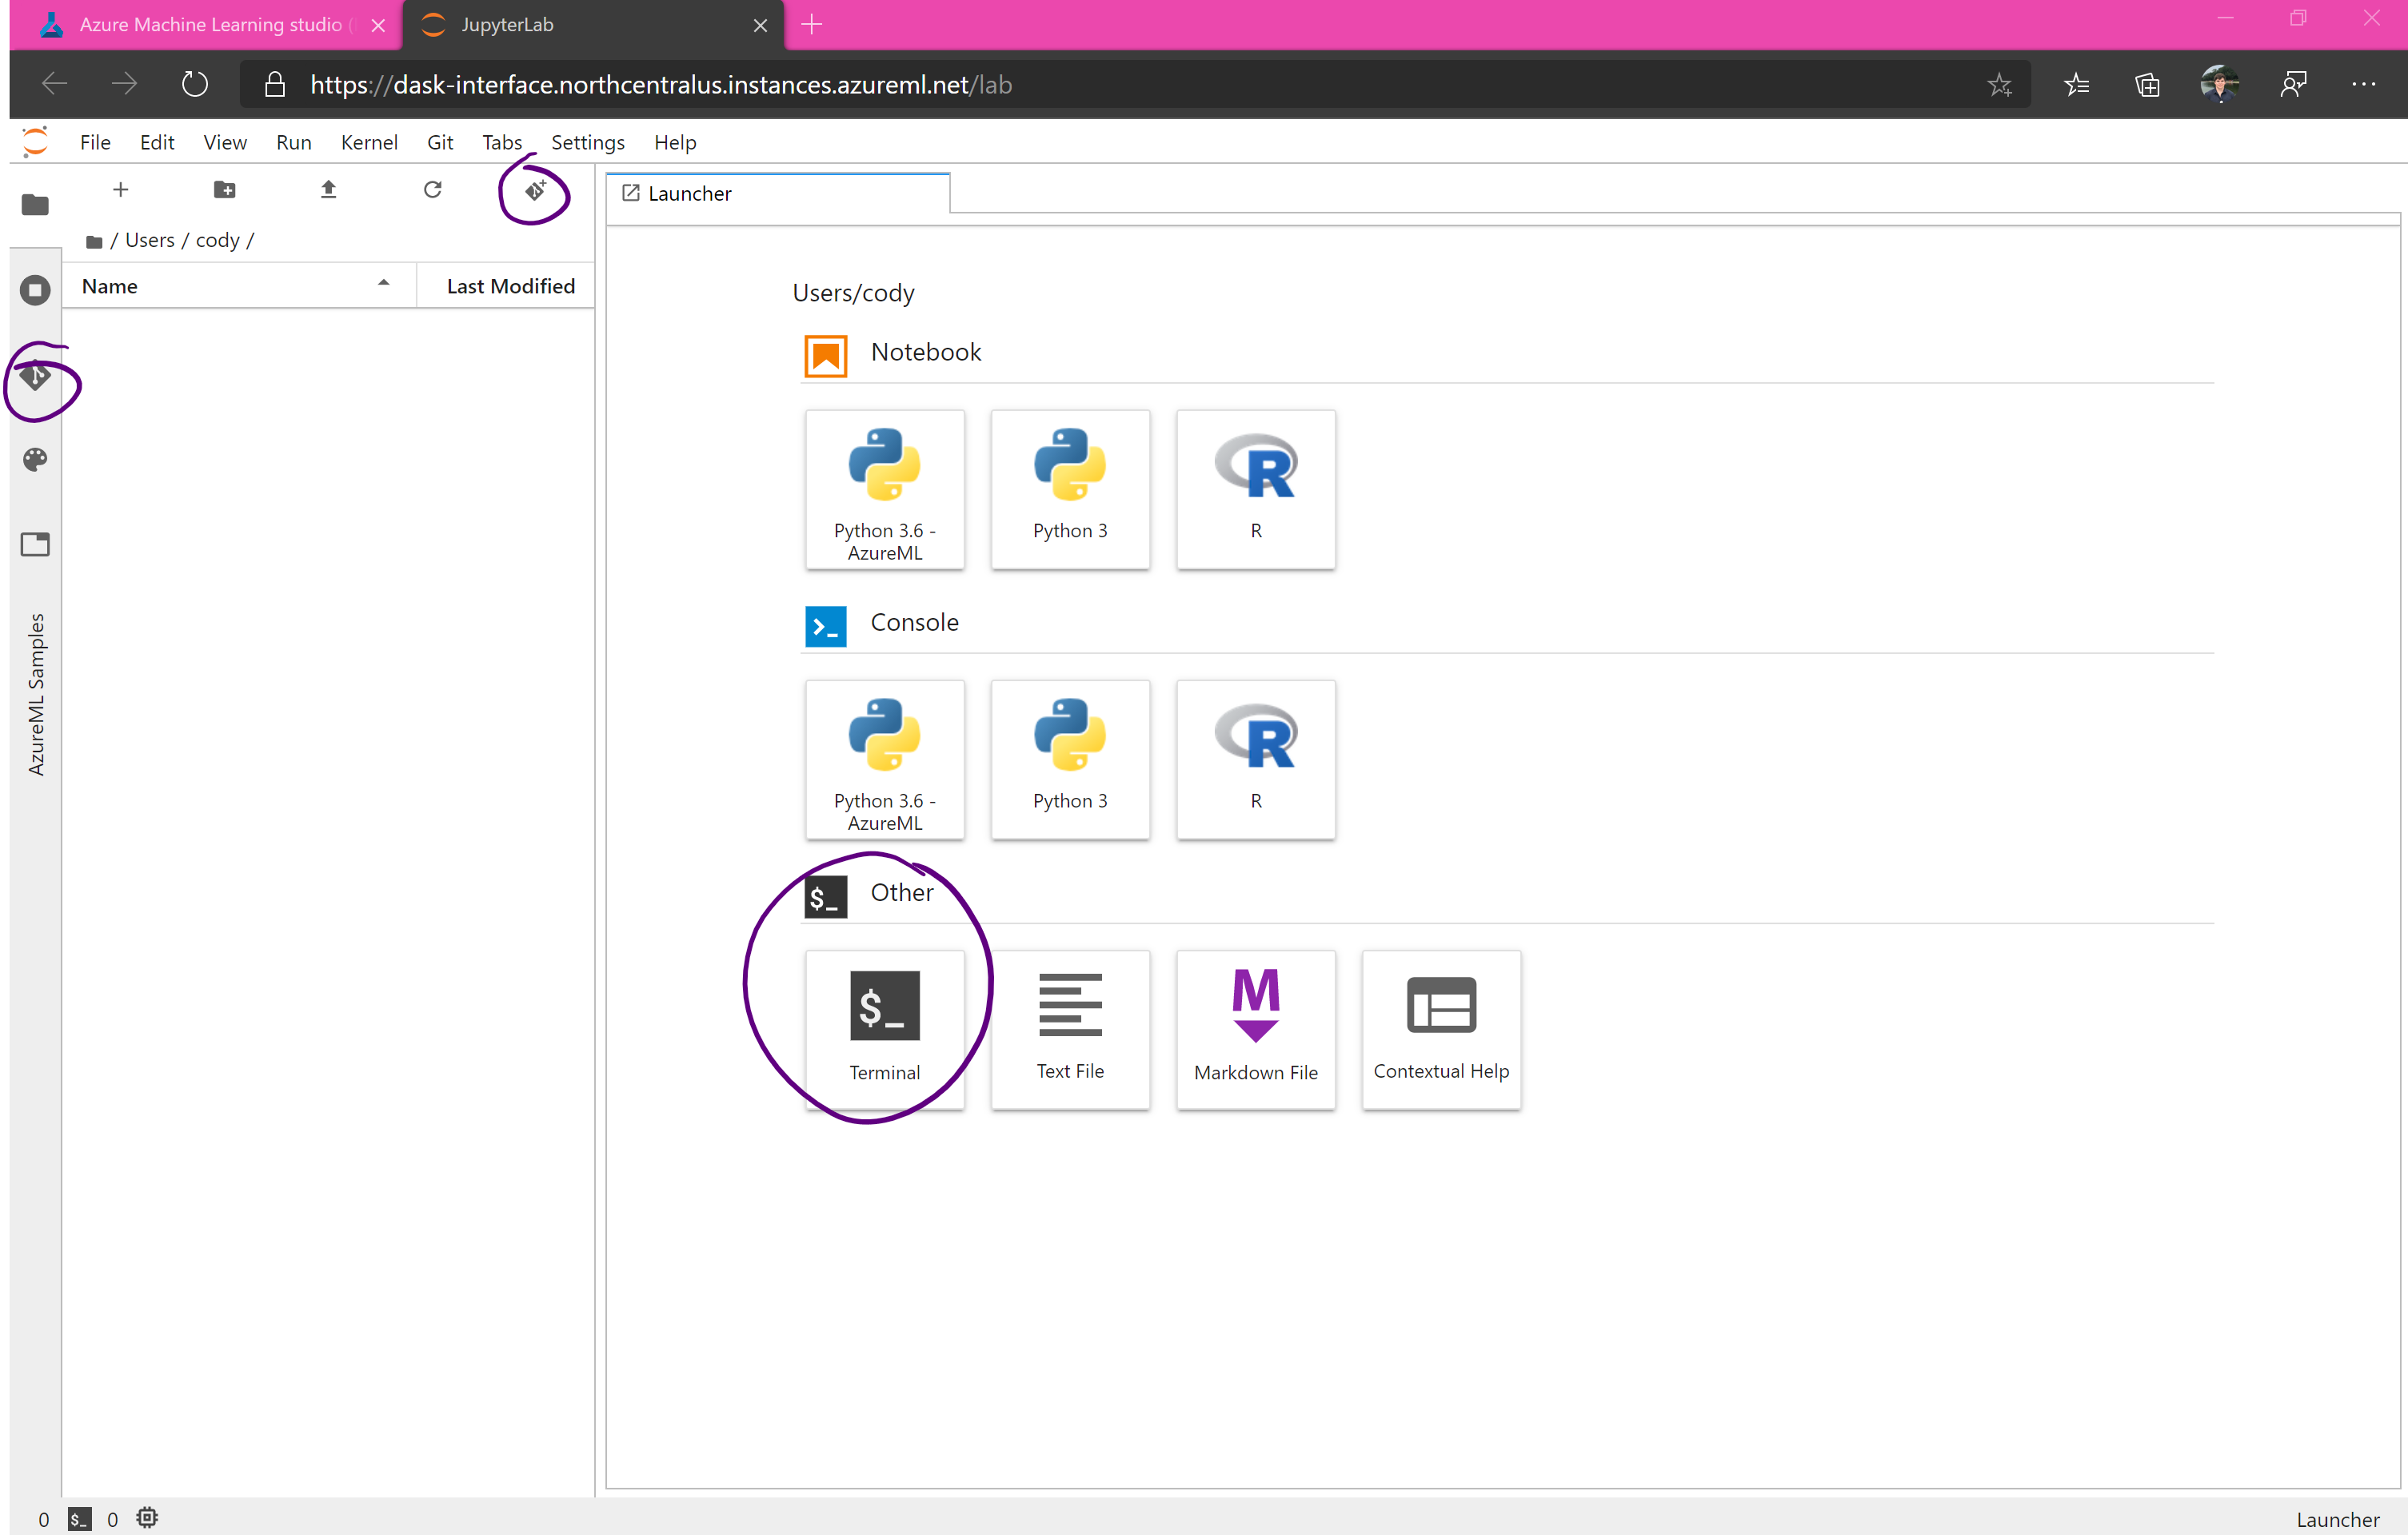 Azure Machine Learning studio (
JupyterLab
https://dask-interface.northcentralus.instances.azureml.net/lab
File Edit View Run Kernel Git Tabs Settings Help
/ Users / cody /
Name Last Modified
AzureML Samples
Launcher
Users/cody
Notebook
Python 3.6 -
AzureML
Python 3
R
Console
Python 3.6 -
AzureML
Python 3
R
$_ Other
$_
Terminal
Text File
M
Markdown File
Contextual Help
0 $_ 0
Launcher